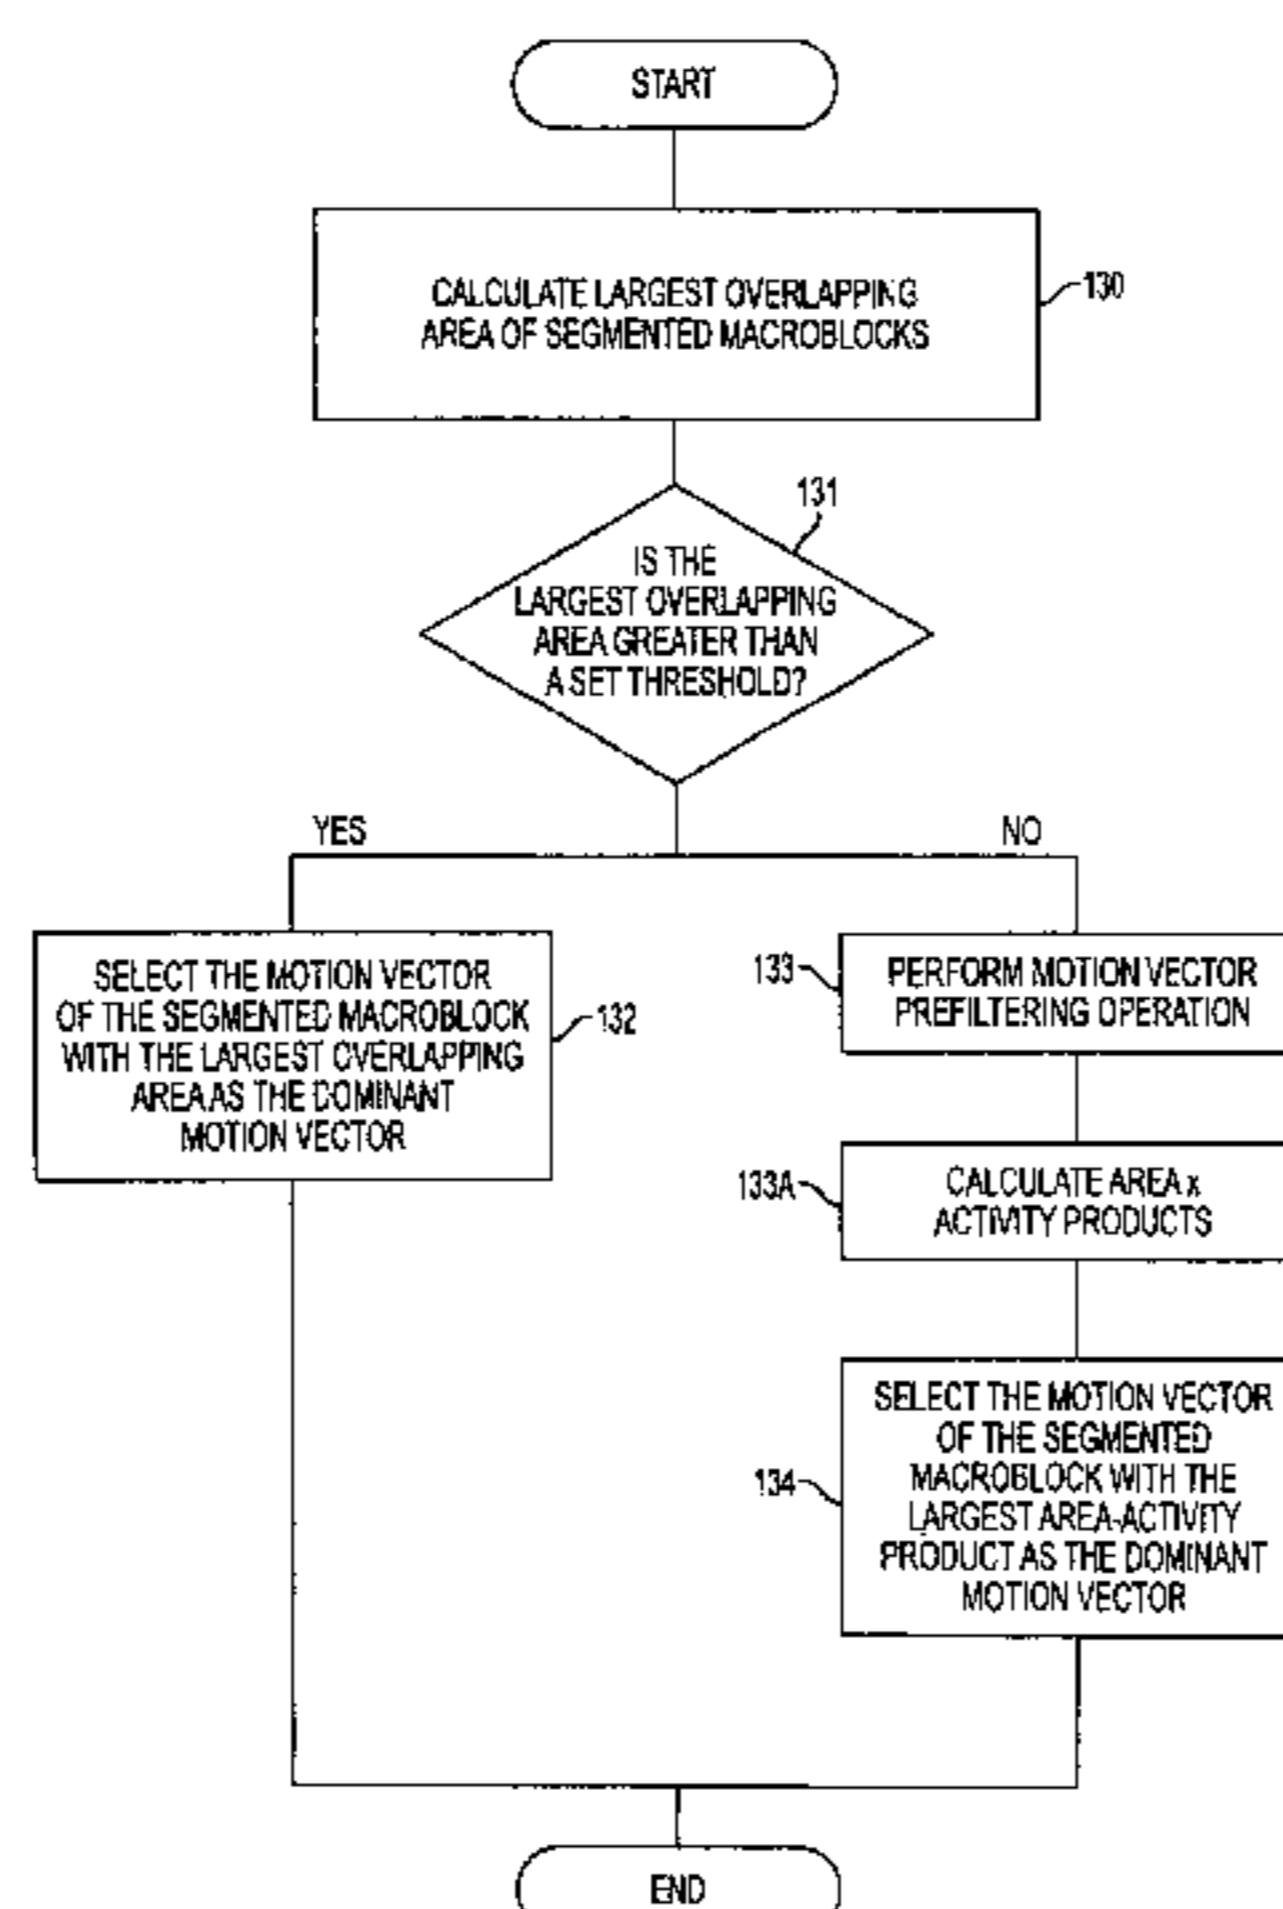 START
CALCULATE LARGEST OVERLAPPING
AREA OF SEGMENTED MACROBLOCKS
130
131
IS THE
LARGEST OVERLAPPING
AREA GREATER THAN
A SET THRESHOLD?
YES
NO
SELECT THE MOTION VECTOR
OF THE SEGMENTED MACROBLOCK
WITH THE LARGEST OVERLAPPING
AREA AS THE DOMINANT
MOTION VECTOR
132
133
PERFORM MOTION VECTOR
PREFILTERING OPERATION
133A
CALCULATE AREA x
ACTIVITY PRODUCTS
134
SELECT THE MOTION VECTOR
OF THE SEGMENTED
MACROBLOCK WITH THE
LARGEST AREA-ACTIVITY
PRODUCT AS THE DOMINANT
MOTION VECTOR
END